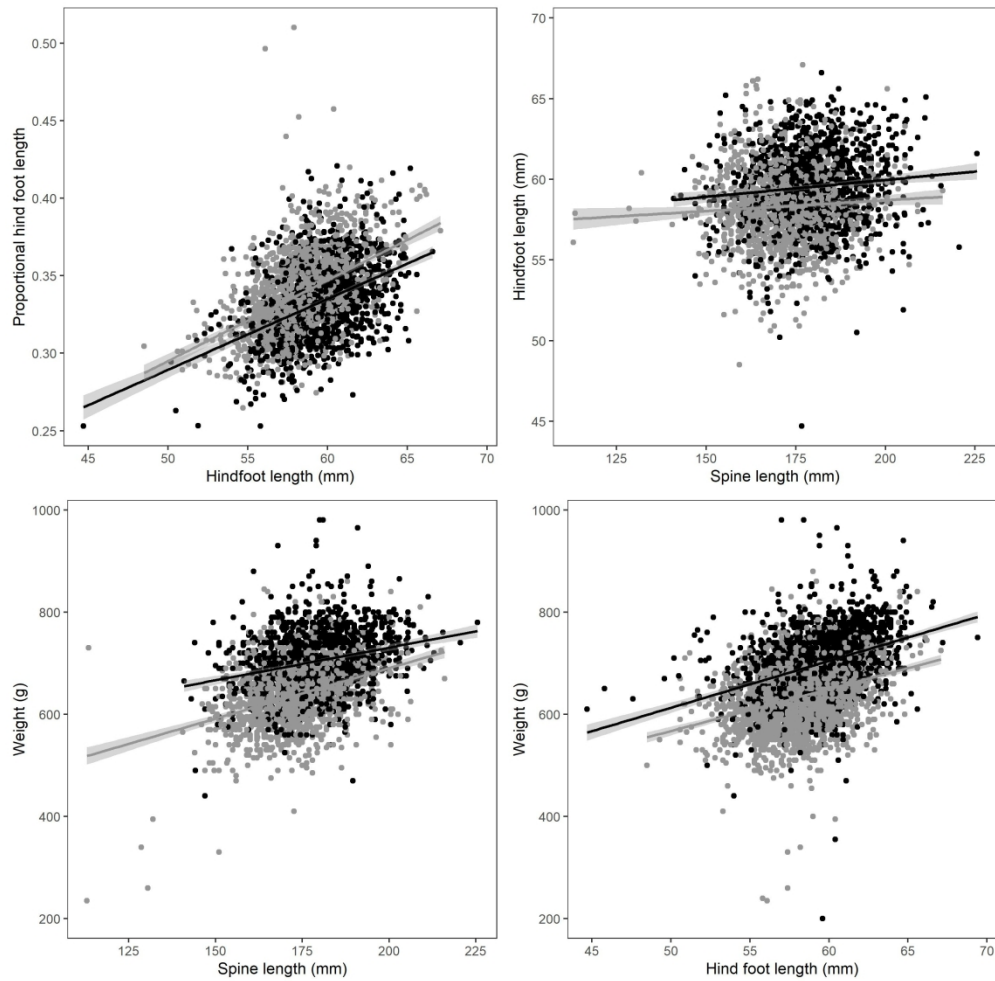 Proportional hind foot length
0.50
0.45
0.40
0.35
0.30
0.25
45 50 55 60 65 70
Hindfoot length (mm)
Hindfoot length (mm)
70
65
60
55
50
45
125 150 175 200 225
Spine length (mm)
Weight (g)
1000
800
600
400
200
125 150 175 200 225
Spine length (mm)
Weight (g)
1000
800
600
400
200
45 50 55 60 65 70
Hind foot length (mm)